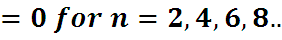 = 0 for n = 2, 4, 6, 8..